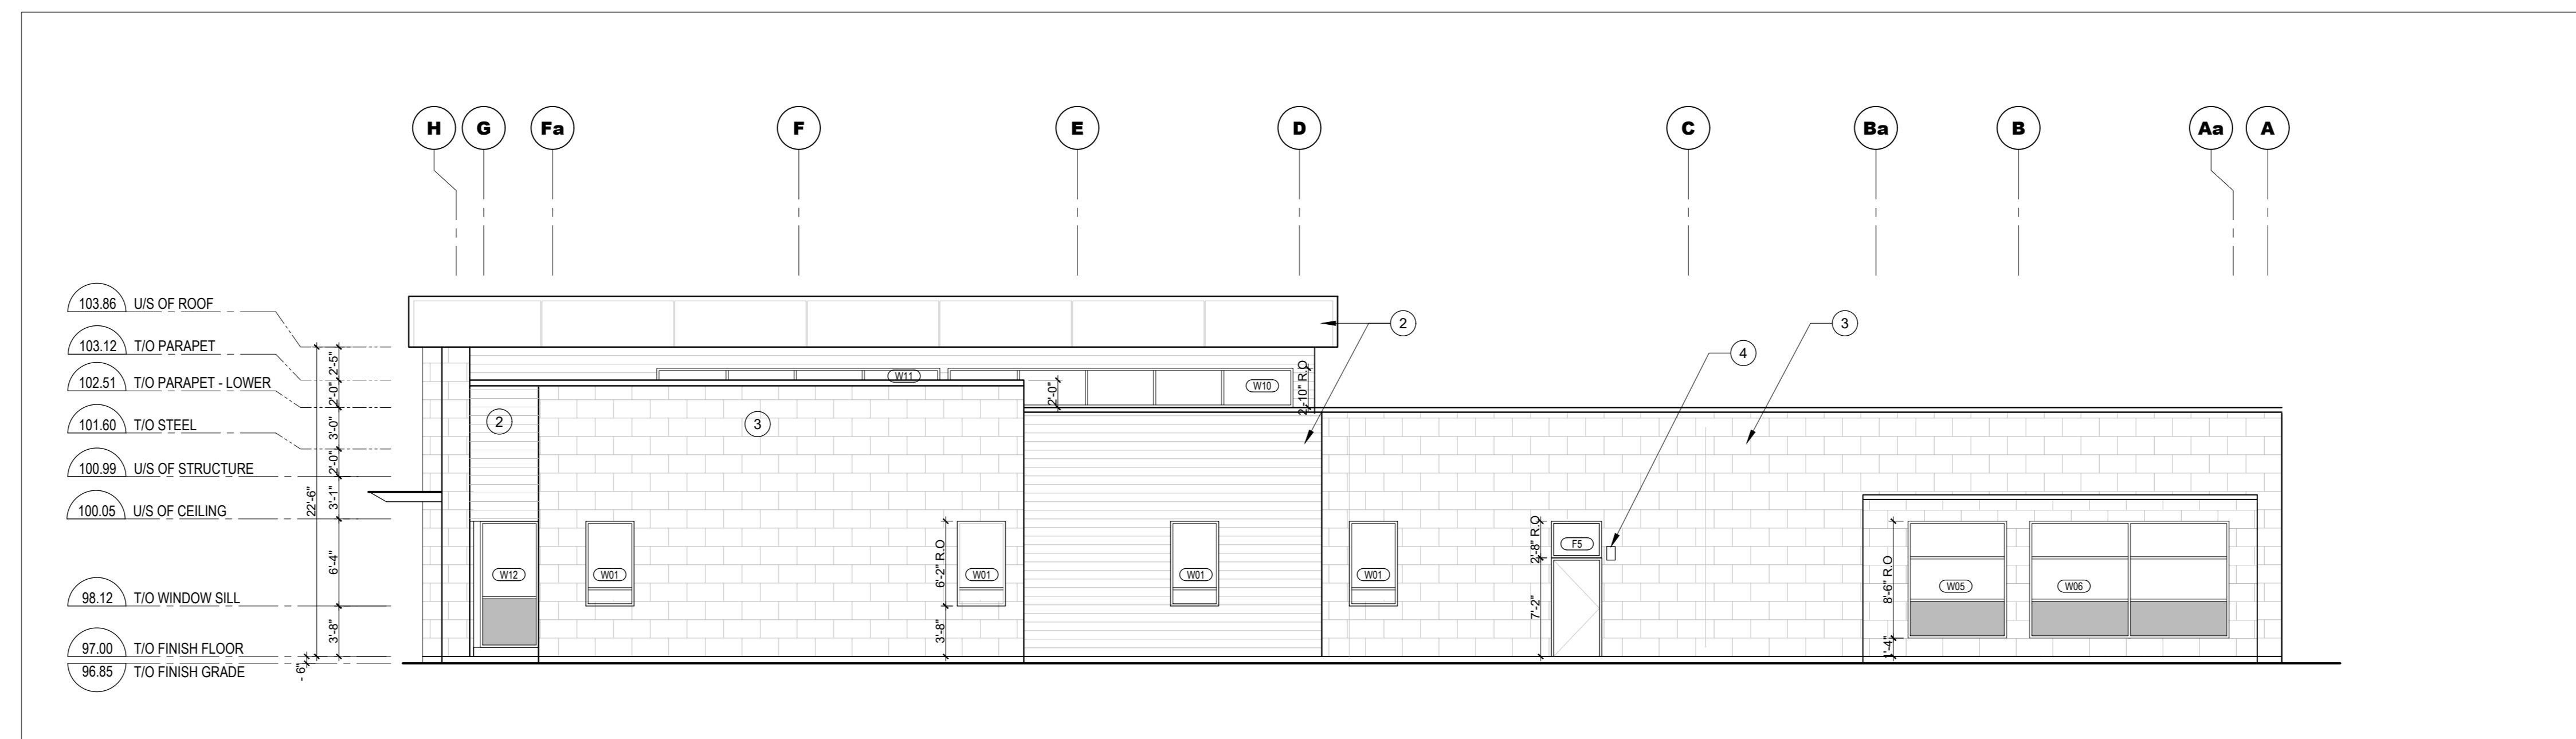 H G Fa F E D C Ba B Aa A
103.86 U/S OF ROOF
103.12 T/O PARAPET
102.51 T/O PARAPET - LOWER
101.60 T/O STEEL
100.99 U/S OF STRUCTURE
100.05 U/S OF CEILING
98.12 T/O WINDOW SILL
97.00 T/O FINISH FLOOR
96.85 T/O FINISH GRADE
22'-6"
2'-5"
2'-0"
3'-0"
2'-0"
3'-1"
6'-4"
3'-8"
- 6"
2
3
4
W11
W10
2'-0"
2'-10" R.O
2
3
W12
W01
6'-2" R.O
3'-8"
W01
W01
W01
2'-8" R.O
7'-2"
F5
8'-6" R.O
1'-4"
W05
W06